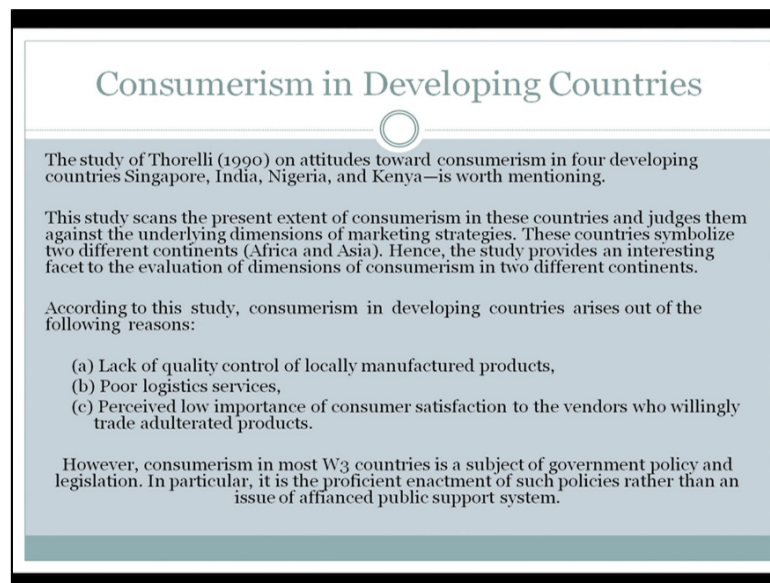 Consumerism in Developing Countries
The study of Thorelli (1990) on attitudes toward consumerism in four developing
countries Singapore, India, Nigeria, and Kenya—is worth mentioning.
This study scans the present extent of consumerism in these countries and judges them
against the underlying dimensions of marketing strategies. These countries symbolize
two different continents (Africa and Asia). Hence, the study provides an interesting
facet to the evaluation of dimensions of consumerism in two different continents.
According to this study, consumerism in developing countries arises out of the
following reasons:
(a) Lack of quality control of locally manufactured products,
(b) Poor logistics services,
(c) Perceived low importance of consumer satisfaction to the vendors who willingly
trade adulterated products.
However, consumerism in most W3 countries is a subject of government policy and
legislation. In particular, it is the proficient enactment of such policies rather than an
issue of affianced public support system.